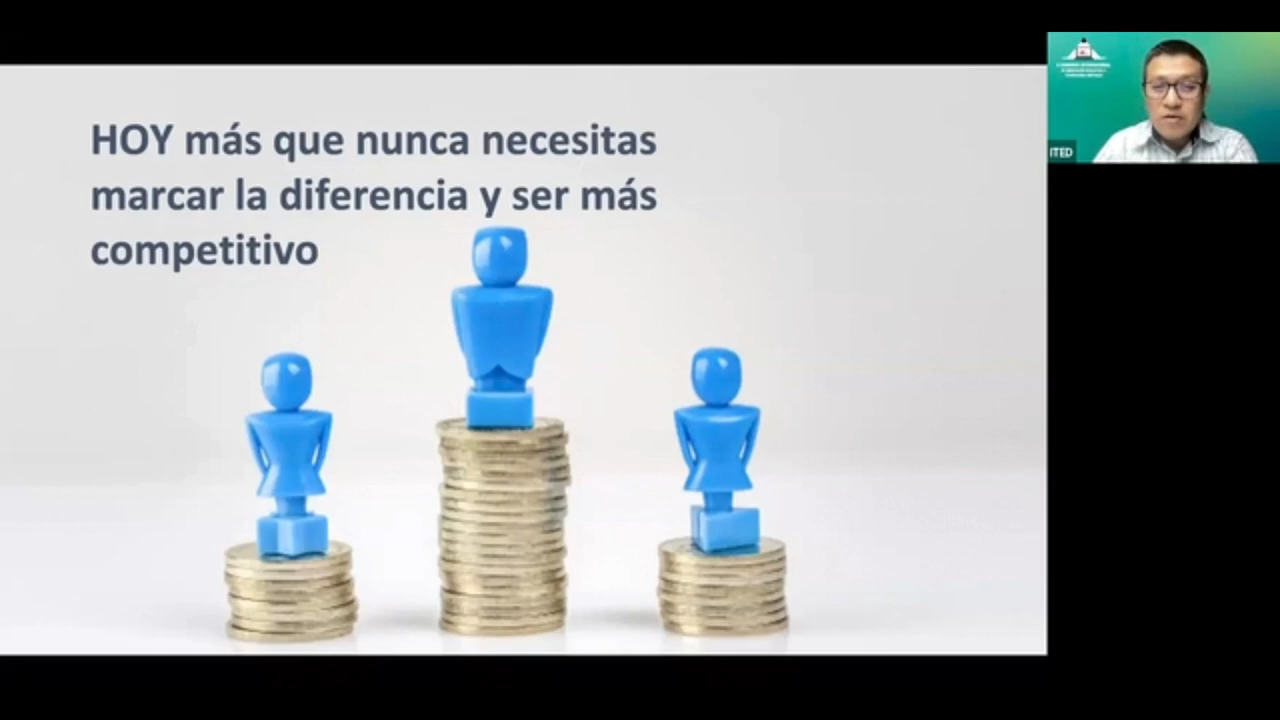 HOY más que nunca necesitas
marcar la diferencia y ser más
competitivo
ITED